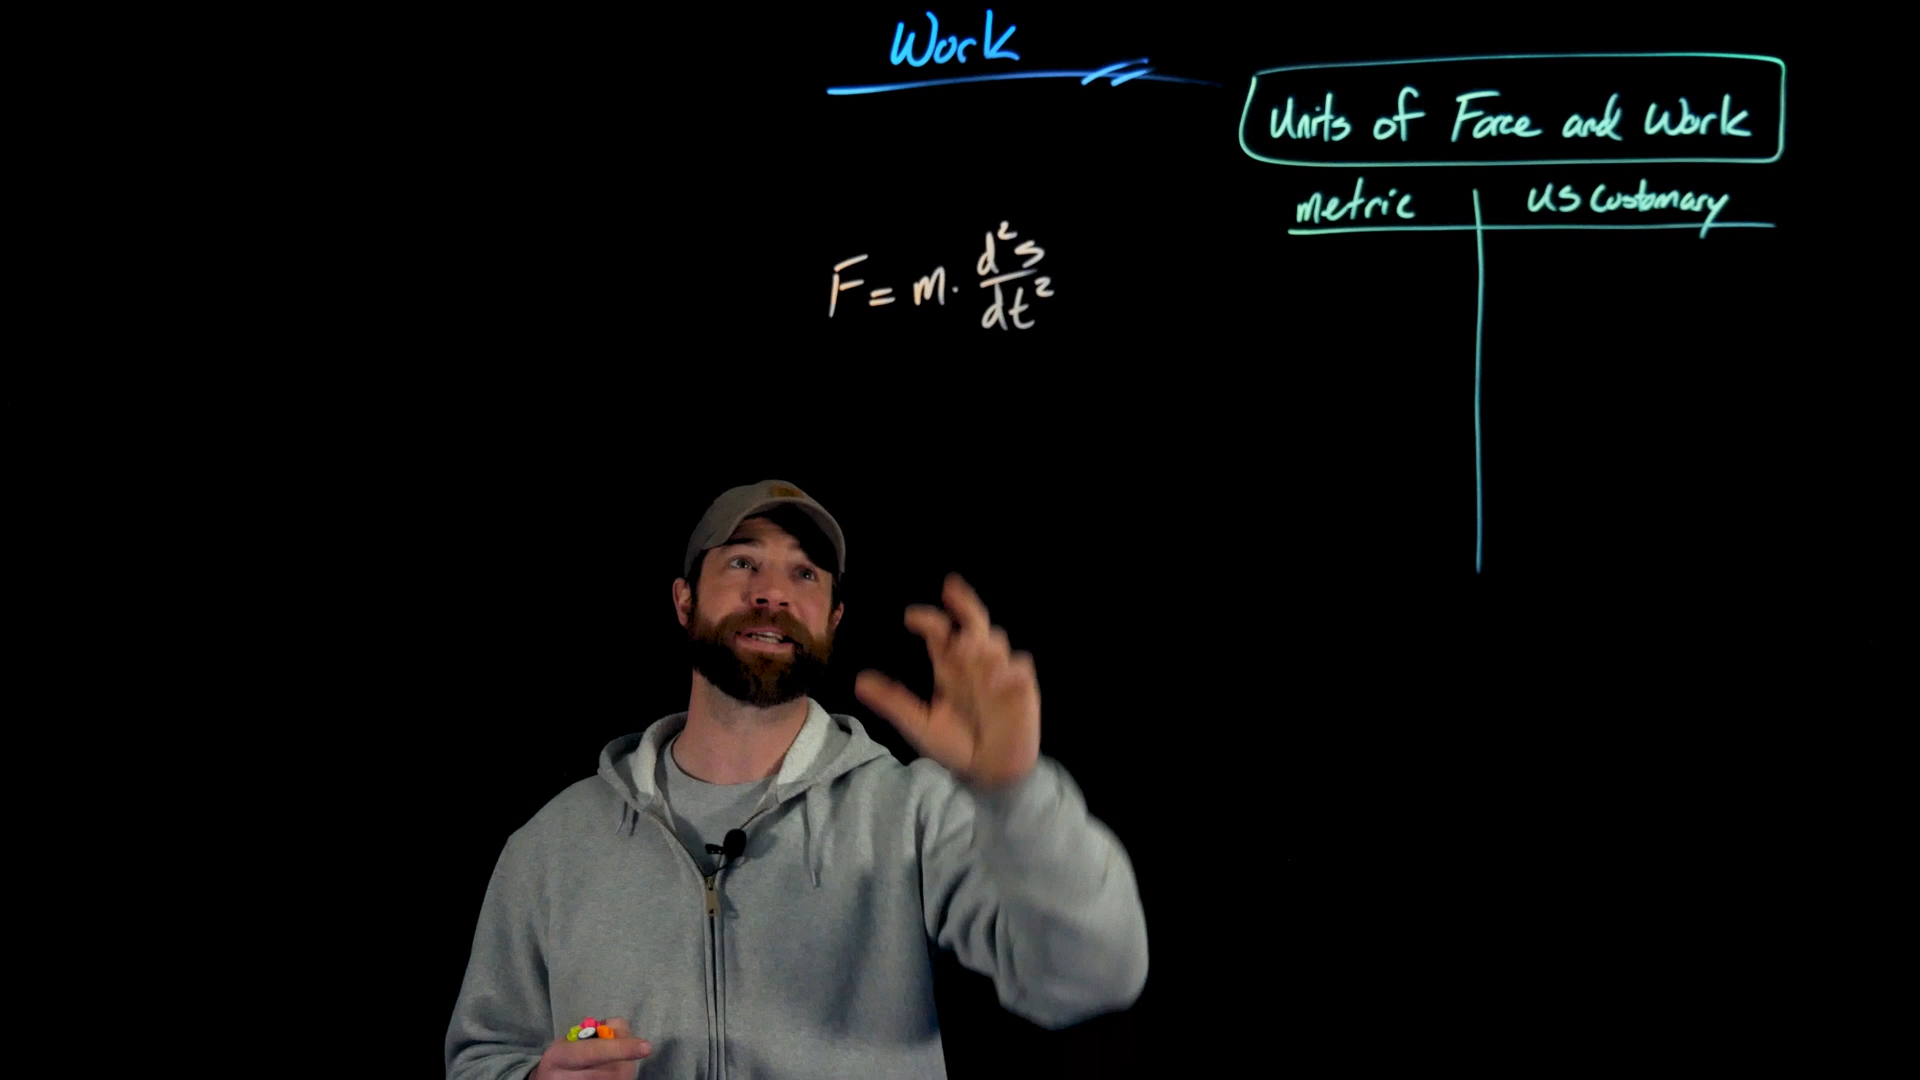 Work
Units of Force and Work
metric US Customary
F = m · d²s/dt²